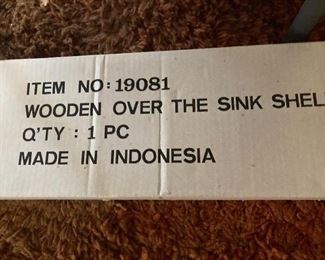 ITEM NO:19081
WOODEN OVER THE SINK SHEL
Q'TY : 1 PC
MADE IN INDONESIA